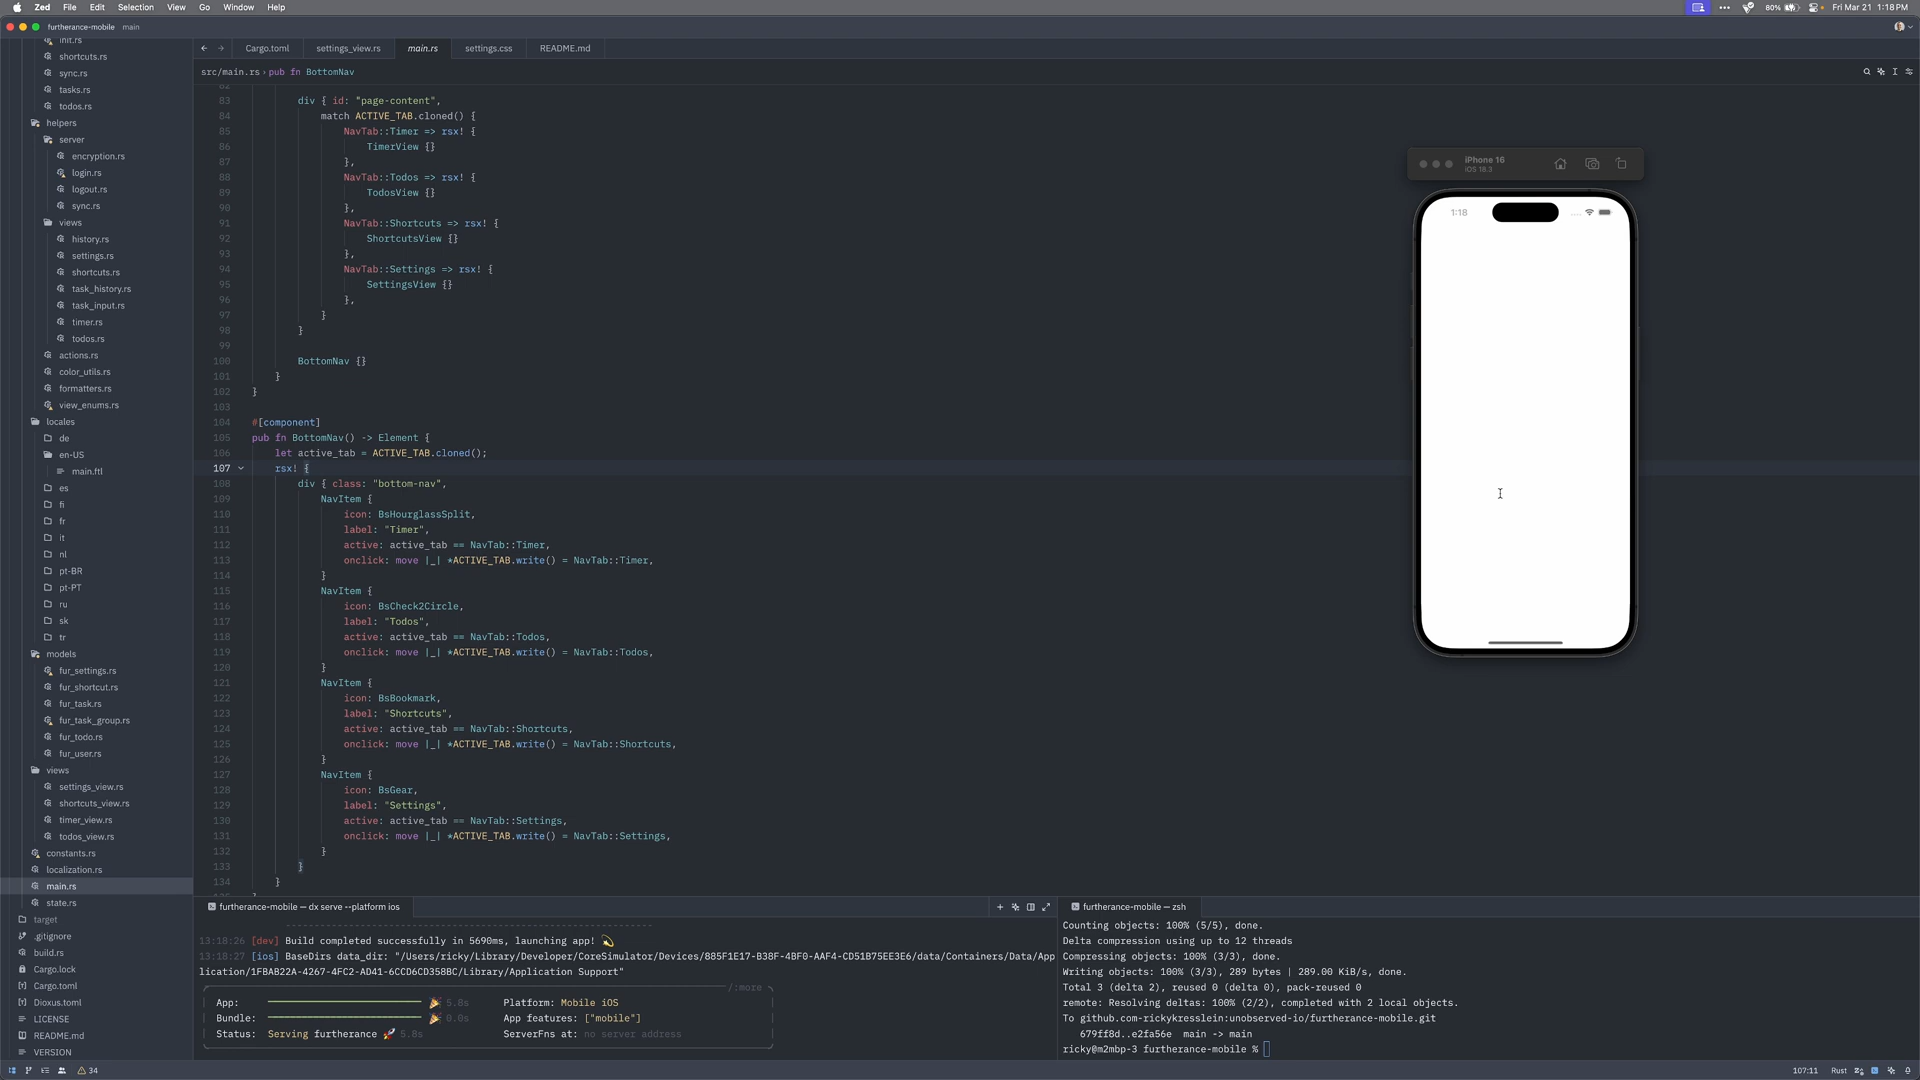 Zed File Edit Selection View Go Window Help 80% Fri Mar 21 1:18 PM
furtherance-mobile main
init.rs
shortcuts.rs
sync.rs
tasks.rs
todos.rs
helpers
server
encryption.rs
login.rs
logout.rs
sync.rs
views
history.rs
settings.rs
shortcuts.rs
task_history.rs
task_input.rs
timer.rs
todos.rs
actions.rs
color_utils.rs
formatters.rs
view_enums.rs
locales
de
en-US
main.ftl
es
fi
fr
it
nl
pt-BR
pt-PT
ru
sk
tr
models
fur_settings.rs
fur_shortcut.rs
fur_task.rs
fur_task_group.rs
fur_todo.rs
fur_user.rs
views
settings_view.rs
shortcuts_view.rs
timer_view.rs
todos_view.rs
constants.rs
localization.rs
main.rs
state.rs
target
.gitignore
build.rs
Cargo.lock
Cargo.toml
Dioxus.toml
LICENSE
README.md
VERSION
34
Cargo.toml settings_view.rs main.rs settings.css README.md
src/main.rs › pub fn BottomNav
82
83 div { id: "page-content",
84 match ACTIVE_TAB.cloned() {
85 NavTab::Timer => rsx! {
86 TimerView {}
87 },
88 NavTab::Todos => rsx! {
89 TodosView {}
90 },
91 NavTab::Shortcuts => rsx! {
92 ShortcutsView {}
93 },
94 NavTab::Settings => rsx! {
95 SettingsView {}
96 },
97 }
98 }
99
100 BottomNav {}
101 }
102 }
103
104 #[component]
105 pub fn BottomNav() -> Element {
106 let active_tab = ACTIVE_TAB.cloned();
107 rsx! {
108 div { class: "bottom-nav",
109 NavItem {
110 icon: BsHourglassSplit,
111 label: "Timer",
112 active: active_tab == NavTab::Timer,
113 onclick: move |_| *ACTIVE_TAB.write() = NavTab::Timer,
114 }
115 NavItem {
116 icon: BsCheck2Circle,
117 label: "Todos",
118 active: active_tab == NavTab::Todos,
119 onclick: move |_| *ACTIVE_TAB.write() = NavTab::Todos,
120 }
121 NavItem {
122 icon: BsBookmark,
123 label: "Shortcuts",
124 active: active_tab == NavTab::Shortcuts,
125 onclick: move |_| *ACTIVE_TAB.write() = NavTab::Shortcuts,
126 }
127 NavItem {
128 icon: BsGear,
129 label: "Settings",
130 active: active_tab == NavTab::Settings,
131 onclick: move |_| *ACTIVE_TAB.write() = NavTab::Settings,
132 }
133 }
134 }
iPhone 16
iOS 18.3
1:18
furtherance-mobile — dx serve --platform ios
13:18:26 [dev] Build completed successfully in 5690ms, launching app! 💫
13:18:27 [ios] BaseDirs data_dir: "/Users/ricky/Library/Developer/CoreSimulator/Devices/885F1E17-B38F-4BF0-AAF4-CD51B75EE3E6/data/Containers/Data/App
lication/1FBAB22A-4267-4FC2-AD41-6CCD6CD358BC/Library/Application Support"
/:more
App: 🎉 5.8s Platform: Mobile iOS
Bundle: 🎉 0.0s App features: ["mobile"]
Status: Serving furtherance 🚀 5.8s ServerFns at: no server address
furtherance-mobile — zsh
Counting objects: 100% (5/5), done.
Delta compression using up to 12 threads
Compressing objects: 100% (3/3), done.
Writing objects: 100% (3/3), 289 bytes | 289.00 KiB/s, done.
Total 3 (delta 2), reused 0 (delta 0), pack-reused 0
remote: Resolving deltas: 100% (2/2), completed with 2 local objects.
To github.com-rickykresslein:unobserved-io/furtherance-mobile.git
679ff8d..e2fa56e main -> main
ricky@m2mbp-3 furtherance-mobile %
107:11 Rust